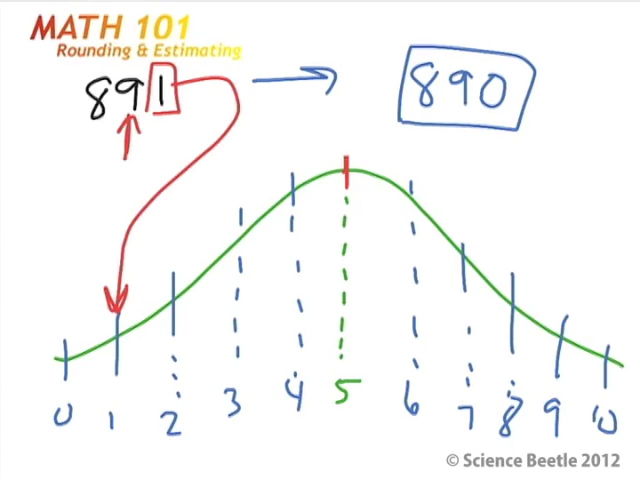 MATH 101
Rounding & Estimating
891
890
0 1 2 3 4 5 6 7 8 9 10
© Science Beetle 2012